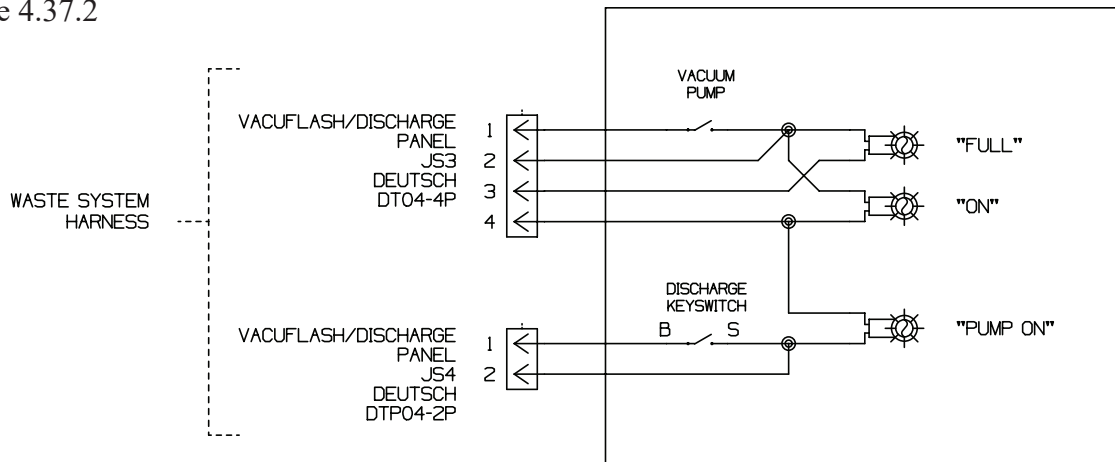 e 4.37.2
WASTE SYSTEM
HARNESS
VACUFLASH/DISCHARGE
PANEL
JS3
DEUTSCH
DT04-4P
1
2
3
4
VACUUM
PUMP
"FULL"
"ON"
VACUFLASH/DISCHARGE
PANEL
JS4
DEUTSCH
DTP04-2P
1
2
DISCHARGE
KEYSWITCH
B S
"PUMP ON"